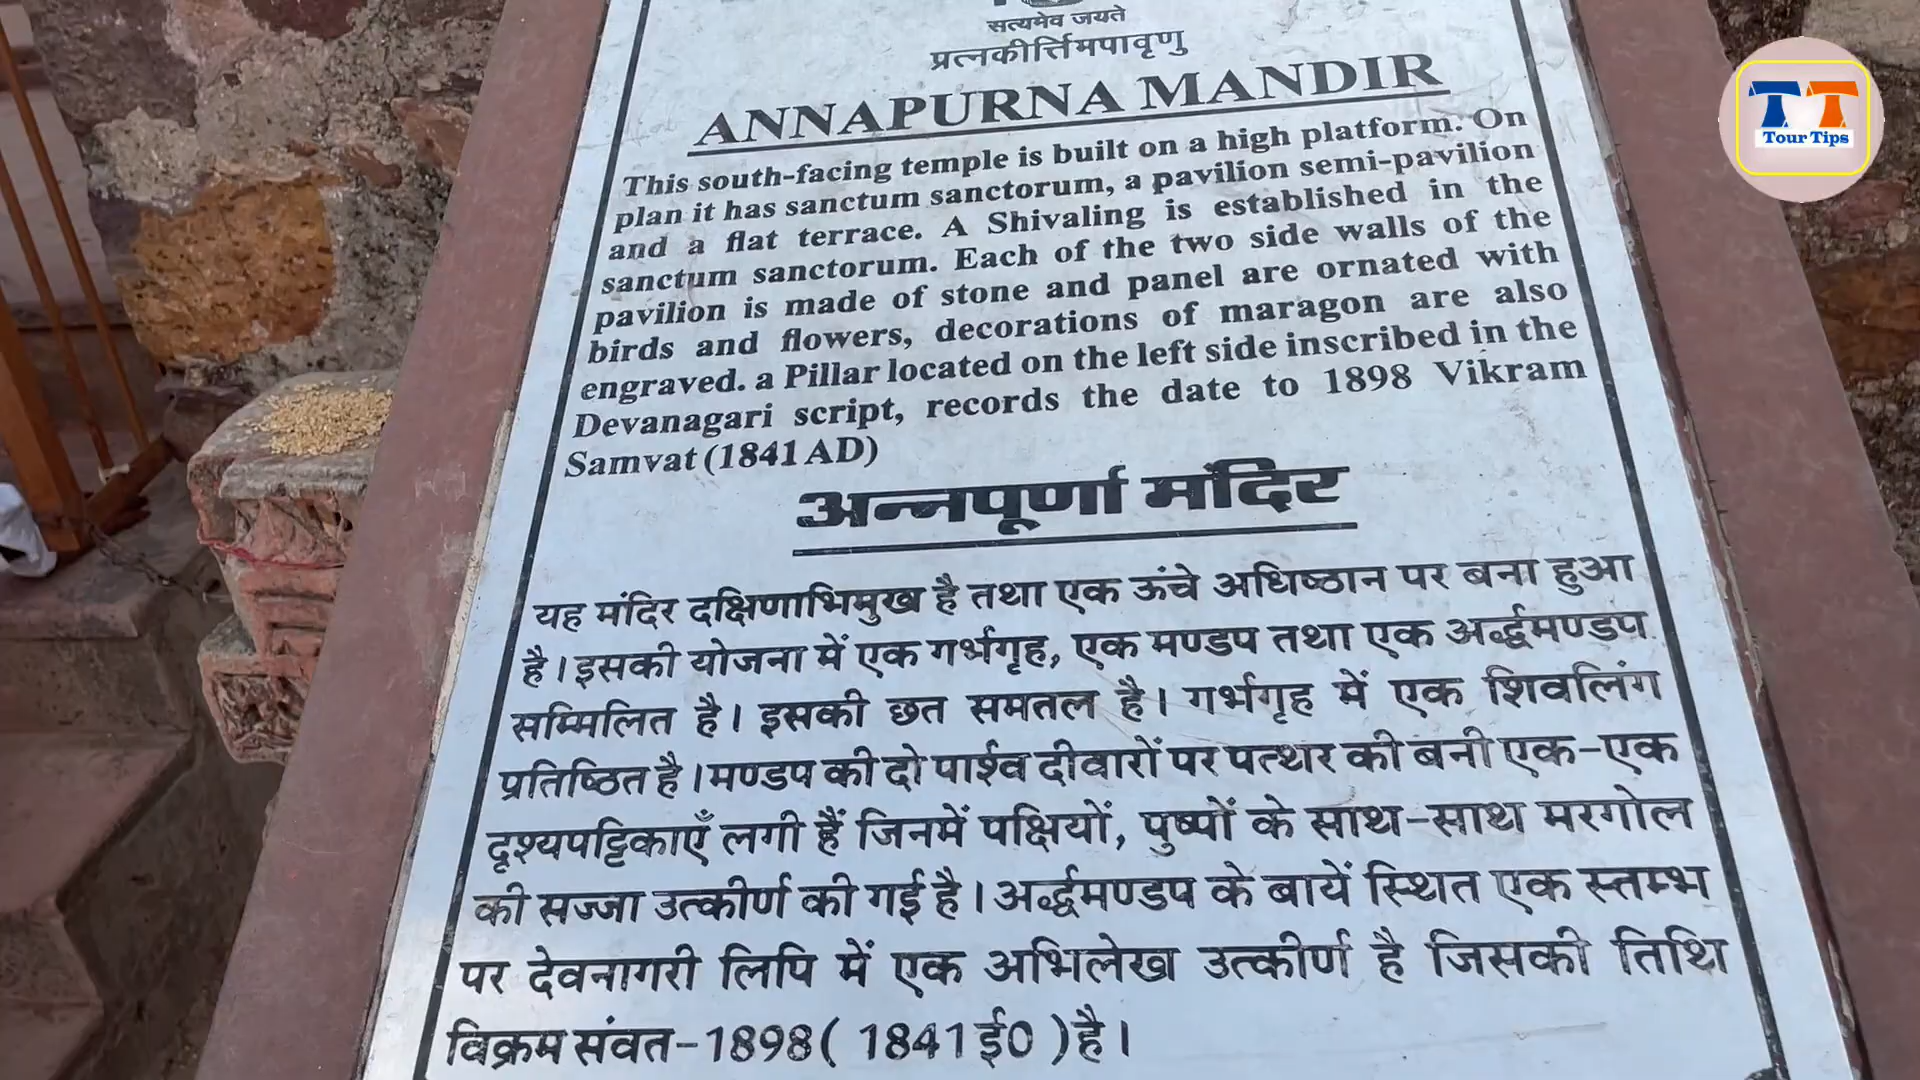 सत्यमेव जयते
प्रत्नकीर्त्तिमपावृणु
ANNAPURNA MANDIR
This south-facing temple is built on a high platform. On
plan it has sanctum sanctorum, a pavilion semi-pavilion
and a flat terrace. A Shivaling is established in the
sanctum sanctorum. Each of the two side walls of the
pavilion is made of stone and panel are ornated with
birds and flowers, decorations of maragon are also
engraved. a Pillar located on the left side inscribed in the
Devanagari script, records the date to 1898 Vikram
Samvat (1841 AD)
अन्नपूर्णा मंदिर
यह मंदिर दक्षिणाभिमुख है तथा एक ऊंचे अधिष्ठान पर बना हुआ
है। इसकी योजना में एक गर्भगृह, एक मण्डप तथा एक अर्द्धमण्डप
सम्मिलित है। इसकी छत समतल है। गर्भगृह में एक शिवलिंग
प्रतिष्ठित है। मण्डप की दो पार्श्व दीवारों पर पत्थर की बनी एक-एक
दृश्यपट्टिकाएँ लगी हैं जिनमें पक्षियों, पुष्पों के साथ-साथ मरगोल
की सज्जा उत्कीर्ण की गई है। अर्द्धमण्डप के बायें स्थित एक स्तम्भ
पर देवनागरी लिपि में एक अभिलेख उत्कीर्ण है जिसकी तिथि
विक्रम संवत-1898( 1841 ई0 )है।
TT
Tour Tips